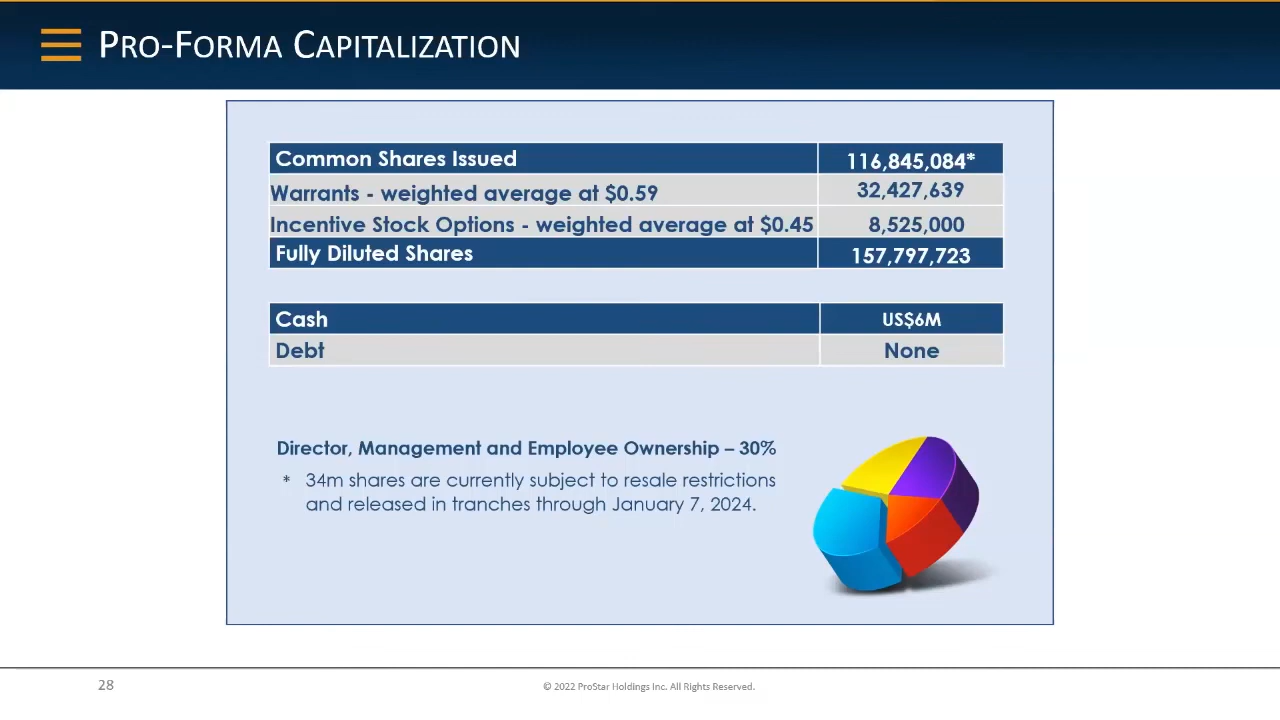 PRO-FORMA CAPITALIZATION
Common Shares Issued 116,845,084*
Warrants - weighted average at $0.59 32,427,639
Incentive Stock Options - weighted average at $0.45 8,525,000
Fully Diluted Shares 157,797,723
Cash US$6M
Debt None
Director, Management and Employee Ownership – 30%
* 34m shares are currently subject to resale restrictions
and released in tranches through January 7, 2024.
28 © 2022 ProStar Holdings Inc. All Rights Reserved.